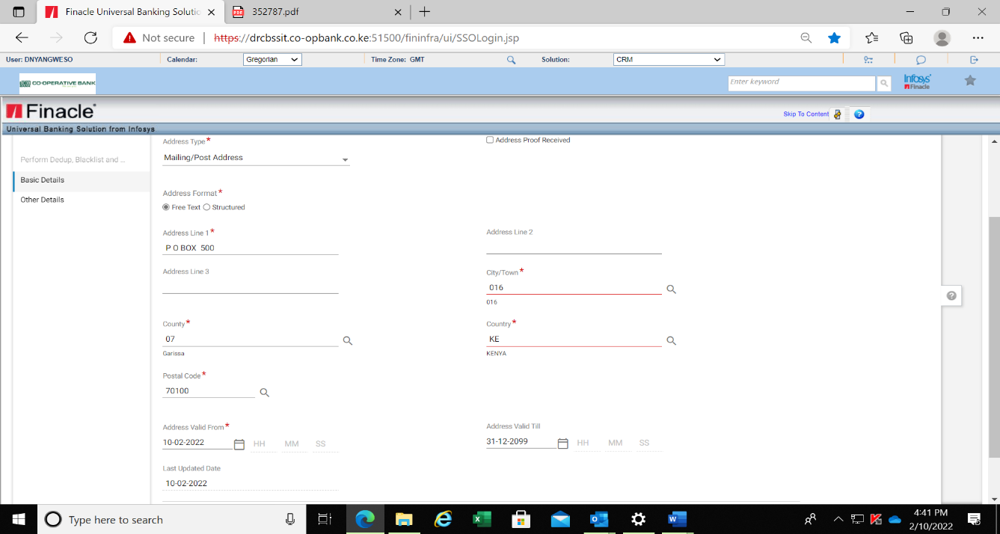 Finacle Universal Banking Solutio
PDF
352787.pdf
Not secure
https://drcbssit.co-opbank.co.ke:51500/fininfra/ui/SSOLogin.jsp
User: DNYANGWESO
Calendar:
Gregorian
Time Zone: GMT
Solution:
CRM
CO-OPERATIVE BANK
Enter keyword
Infosys
Finacle
Finacle
Skip To Content
Universal Banking Solution from Infosys
Address Type*
Address Proof Received
Perform Dedup, Blacklist and ...
Mailing/Post Address
Basic Details
Address Format*
Other Details
Free Text Structured
Address Line 1*
Address Line 2
P O BOX 500
Address Line 3
City/Town*
016
016
County*
Country*
07
KE
Garissa
KENYA
Postal Code*
70100
Address Valid From*
Address Valid Till
10-02-2022 HH MM SS
31-12-2099 HH MM SS
Last Updated Date
10-02-2022
Type here to search
4:41 PM
2/10/2022